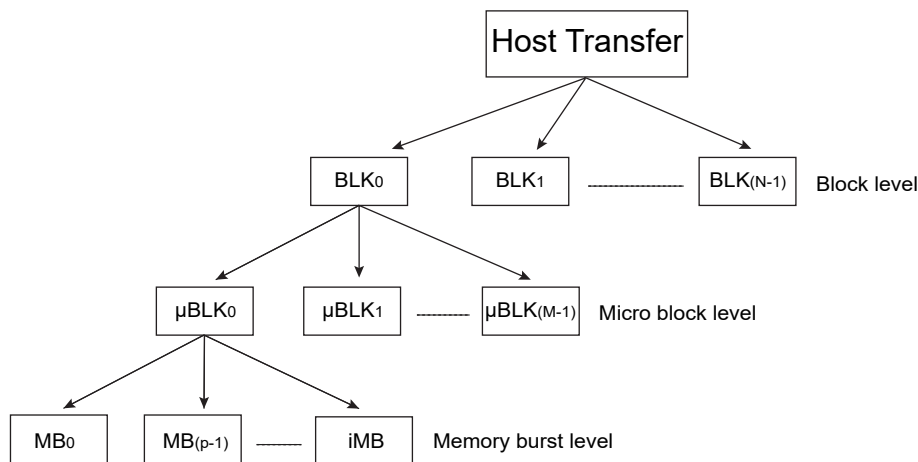 Host Transfer
BLK0 BLK1 BLK(N-1) Block level
µBLK0 µBLK1 µBLK(M-1) Micro block level
MB0 MB(p-1) iMB Memory burst level